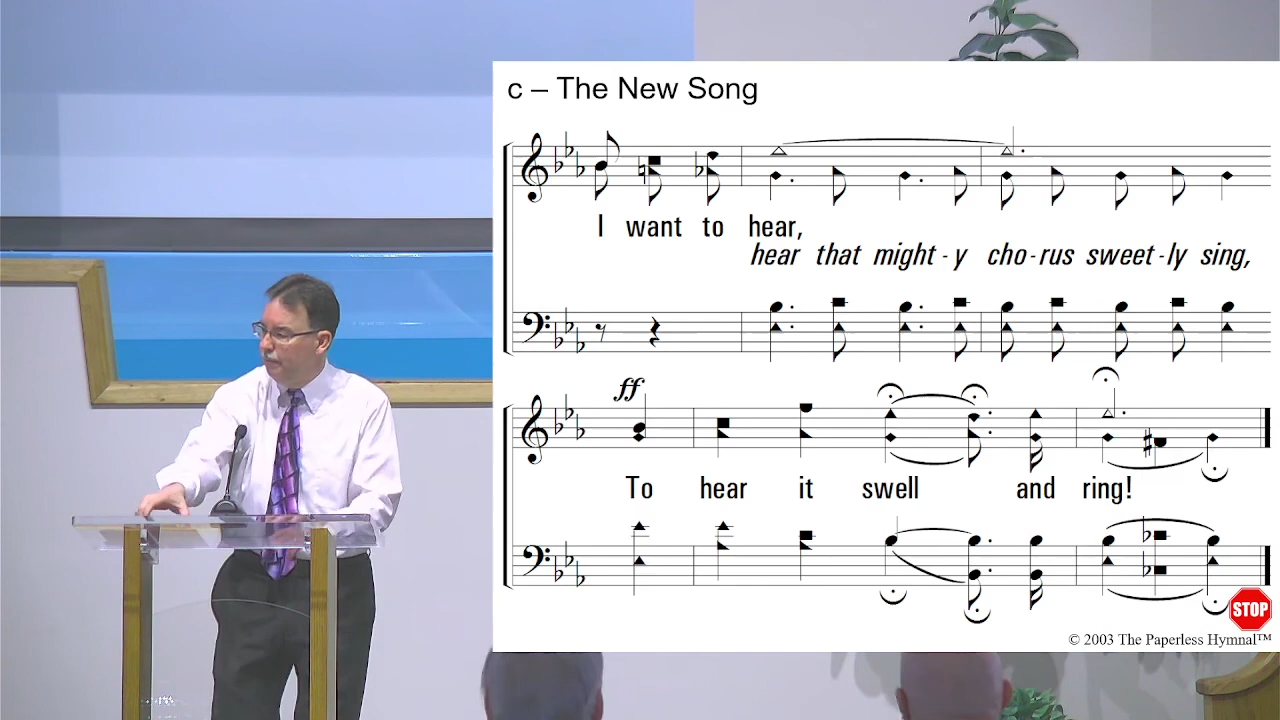 c – The New Song
I want to hear,
hear that might - y cho - rus sweet - ly sing,
ff
To hear it swell and ring!
STOP
© 2003 The Paperless Hymnal™